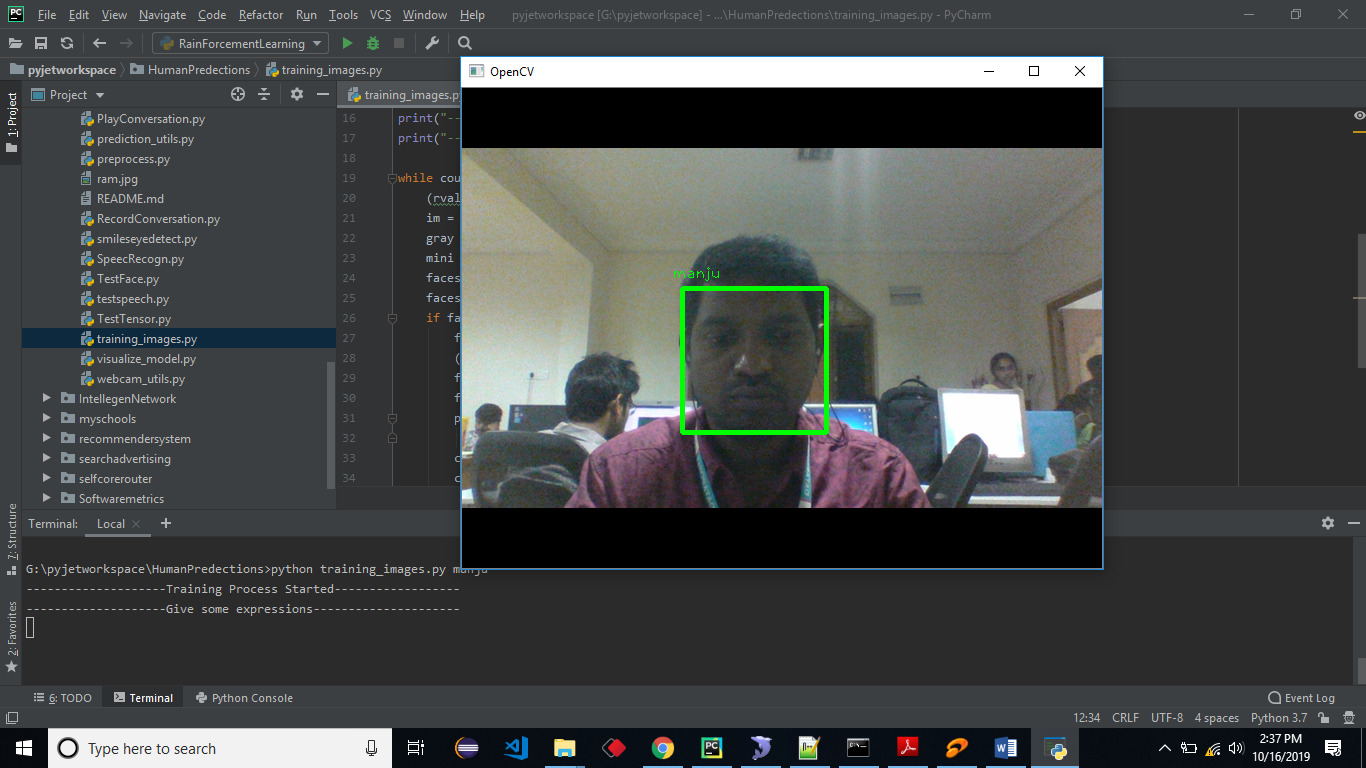 File Edit View Navigate Code Refactor Run Tools VCS Window Help pyjetworkspace [G:\pyjetworkspace] - ...\HumanPredections\training_images.py - PyCharm
RainForcementLearning
pyjetworkspace HumanPredections training_images.py
OpenCV
1: Project
Project
training_images.py
PlayConversation.py
prediction_utils.py
preprocess.py
ram.jpg
README.md
RecordConversation.py
smileseyedetect.py
SpeecRecogn.py
TestFace.py
testspeech.py
TestTensor.py
training_images.py
visualize_model.py
webcam_utils.py
IntellegenNetwork
myschools
recommendersystem
searchadvertising
selfcorerouter
Softwaremetrics
16 print("--
17 print("--
18
19 while cou
20 (rval
21 im =
22 gray
23 mini
24 faces
25 faces
26 if fa
27 f
28 (
29 f
30 f
31 p
32
33 c
34 c
manju
7: Structure
2: Favorites
Terminal: Local
G:\pyjetworkspace\HumanPredections>python training_images.py manju
--------------------Training Process Started------------------
--------------------Give some expressions---------------------
6: TODO Terminal Python Console Event Log
12:34 CRLF UTF-8 4 spaces Python 3.7
Type here to search
2:37 PM
10/16/2019